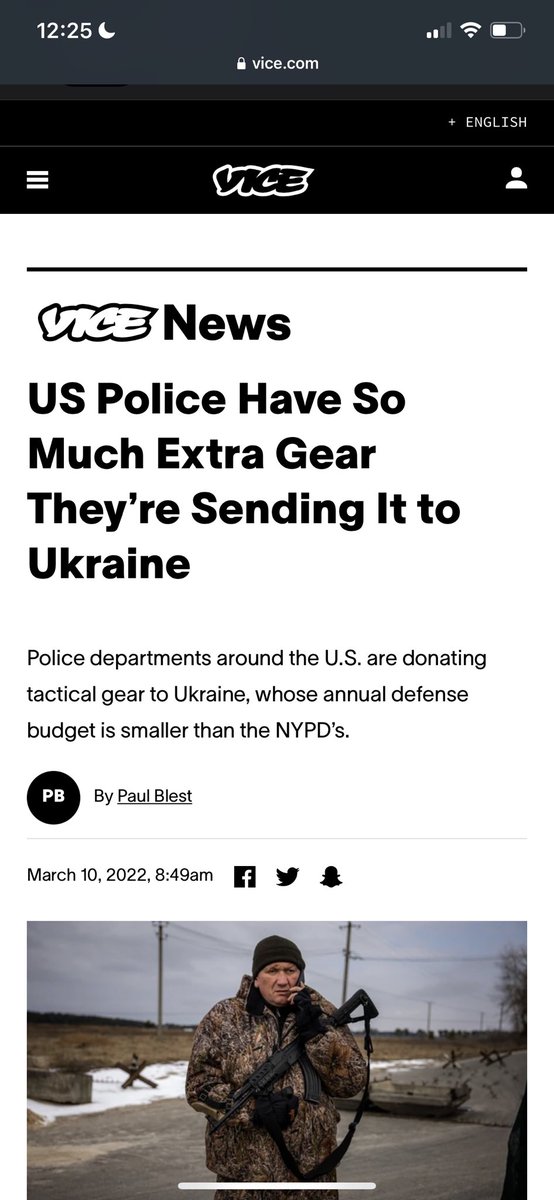 12:25
vice.com
+ ENGLISH
VICE
VICE News
US Police Have So
Much Extra Gear
They’re Sending It to
Ukraine
Police departments around the U.S. are donating
tactical gear to Ukraine, whose annual defense
budget is smaller than the NYPD’s.
PB
By Paul Blest
March 10, 2022, 8:49am